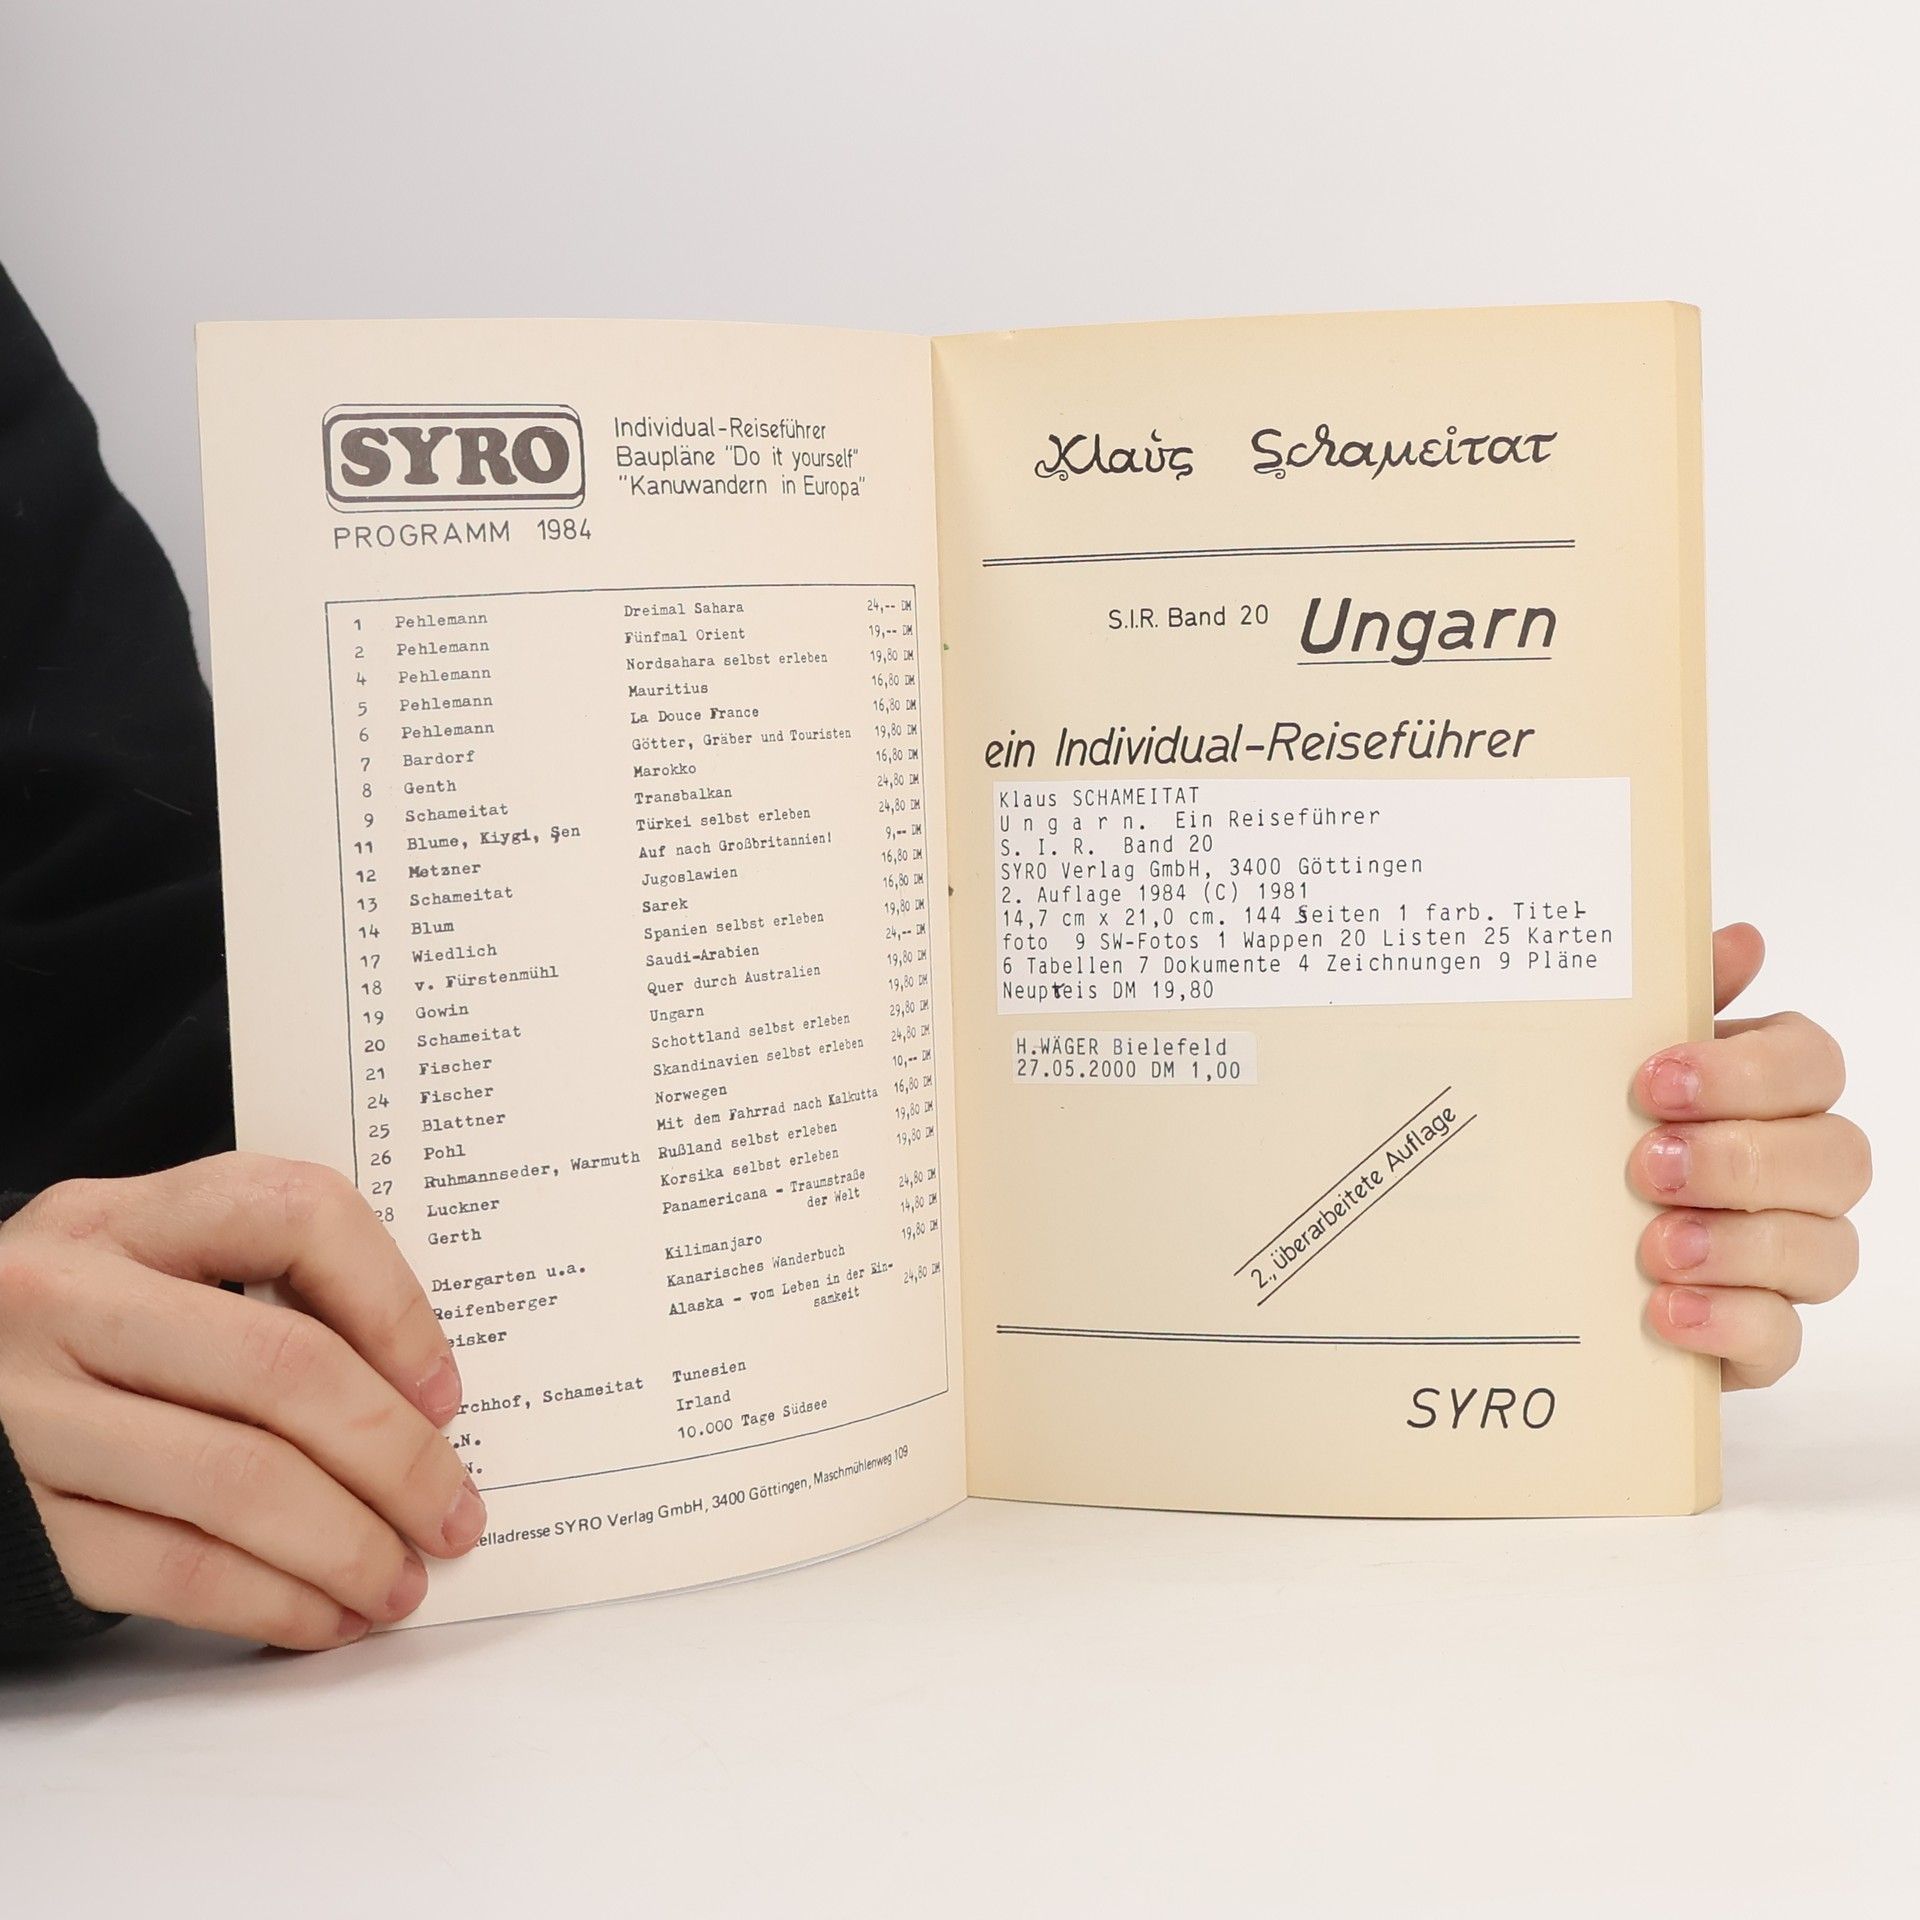 SYRO
PROGRAMM 1984
Individual-Reiseführer
Baupläne "Do it yourself"
"Kanuwandern in Europa"
1 Pehlemann Dreimal Sahara 24,-- DM
2 Pehlemann Fünfmal Orient 19,-- DM
4 Pehlemann Nordsahara selbst erleben 19,80 DM
5 Pehlemann Mauritius 16,80 DM
6 Pehlemann La Douce France 16,80 DM
7 Bardorf Götter, Gräber und Touristen 19,80 DM
8 Genth Marokko 16,80 DM
9 Schameitat Transbalkan 24,80 DM
11 Blume, Kiygi, Şen Türkei selbst erleben 24,80 DM
12 Metzner Auf nach Großbritannien! 9,-- DM
13 Schameitat Jugoslawien 16,80 DM
14 Blum Sarek 16,80 DM
17 Wiedlich Spanien selbst erleben 19,80 DM
18 v. Fürstenmühl Saudi-Arabien 24,-- DM
19 Gowin Quer durch Australien 19,80 DM
20 Schameitat Ungarn 19,80 DM
21 Fischer Schottland selbst erleben 29,80 DM
24 Fischer Skandinavien selbst erleben 24,80 DM
25 Blattner Norwegen 10,-- DM
26 Pohl Mit dem Fahrrad nach Kalkutta 16,80 DM
27 Ruhmannseder, Warmuth Rußland selbst erleben 19,80 DM
28 Luckner Korsika selbst erleben 19,80 DM
Gerth Panamericana - Traumstraße
der Welt 24,80 DM
Diergarten u.a. Kilimanjaro 14,80 DM
Reifenberger Kanarisches Wanderbuch 19,80 DM
eisker Alaska - vom Leben in der Ein-
samkeit 24,80 DM
rchhof, Schameitat Tunesien
.N. Irland
N. 10.000 Tage Südsee
elladresse SYRO Verlag GmbH, 3400 Göttingen, Maschmühlenweg 109
Klaus Schameitat
S.I.R. Band 20 Ungarn
ein Individual-Reiseführer
Klaus SCHAMEITAT
U n g a r n. Ein Reiseführer
S. I. R. Band 20
SYRO Verlag GmbH, 3400 Göttingen
2. Auflage 1984 (C) 1981
14,7 cm x 21,0 cm. 144 Seiten 1 farb. Titel-
foto 9 SW-Fotos 1 Wappen 20 Listen 25 Karten
6 Tabellen 7 Dokumente 4 Zeichnungen 9 Pläne
Neupreis DM 19,80
H.WÄGER Bielefeld
27.05.2000 DM 1,00
2., überarbeitete Auflage
SYRO